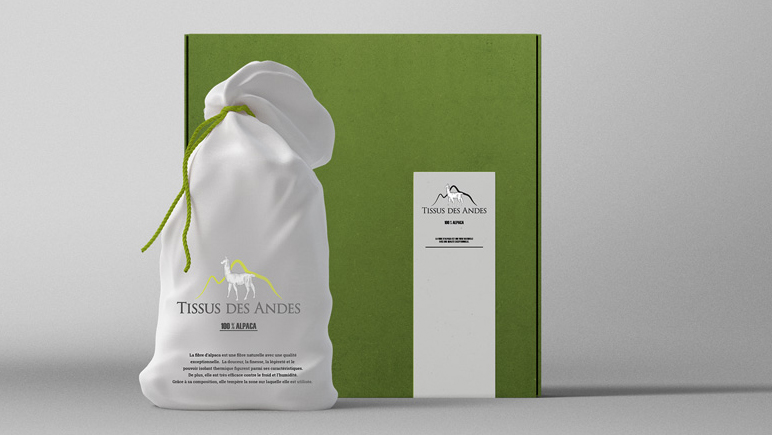 Tissus des Andes
100 % ALPACA
La fibre d'alpaca est une fibre naturelle avec une qualité
exceptionnelle. La douceur, la finesse, la légèreté et le
pouvoir isolant thermique figurent parmi ses caractéristiques.
De plus, elle est très efficace contre le froid et l'humidité.
Grâce à sa composition, elle tempère la zone sur laquelle elle est utilisée.
Tissus des Andes
100 % ALPACA